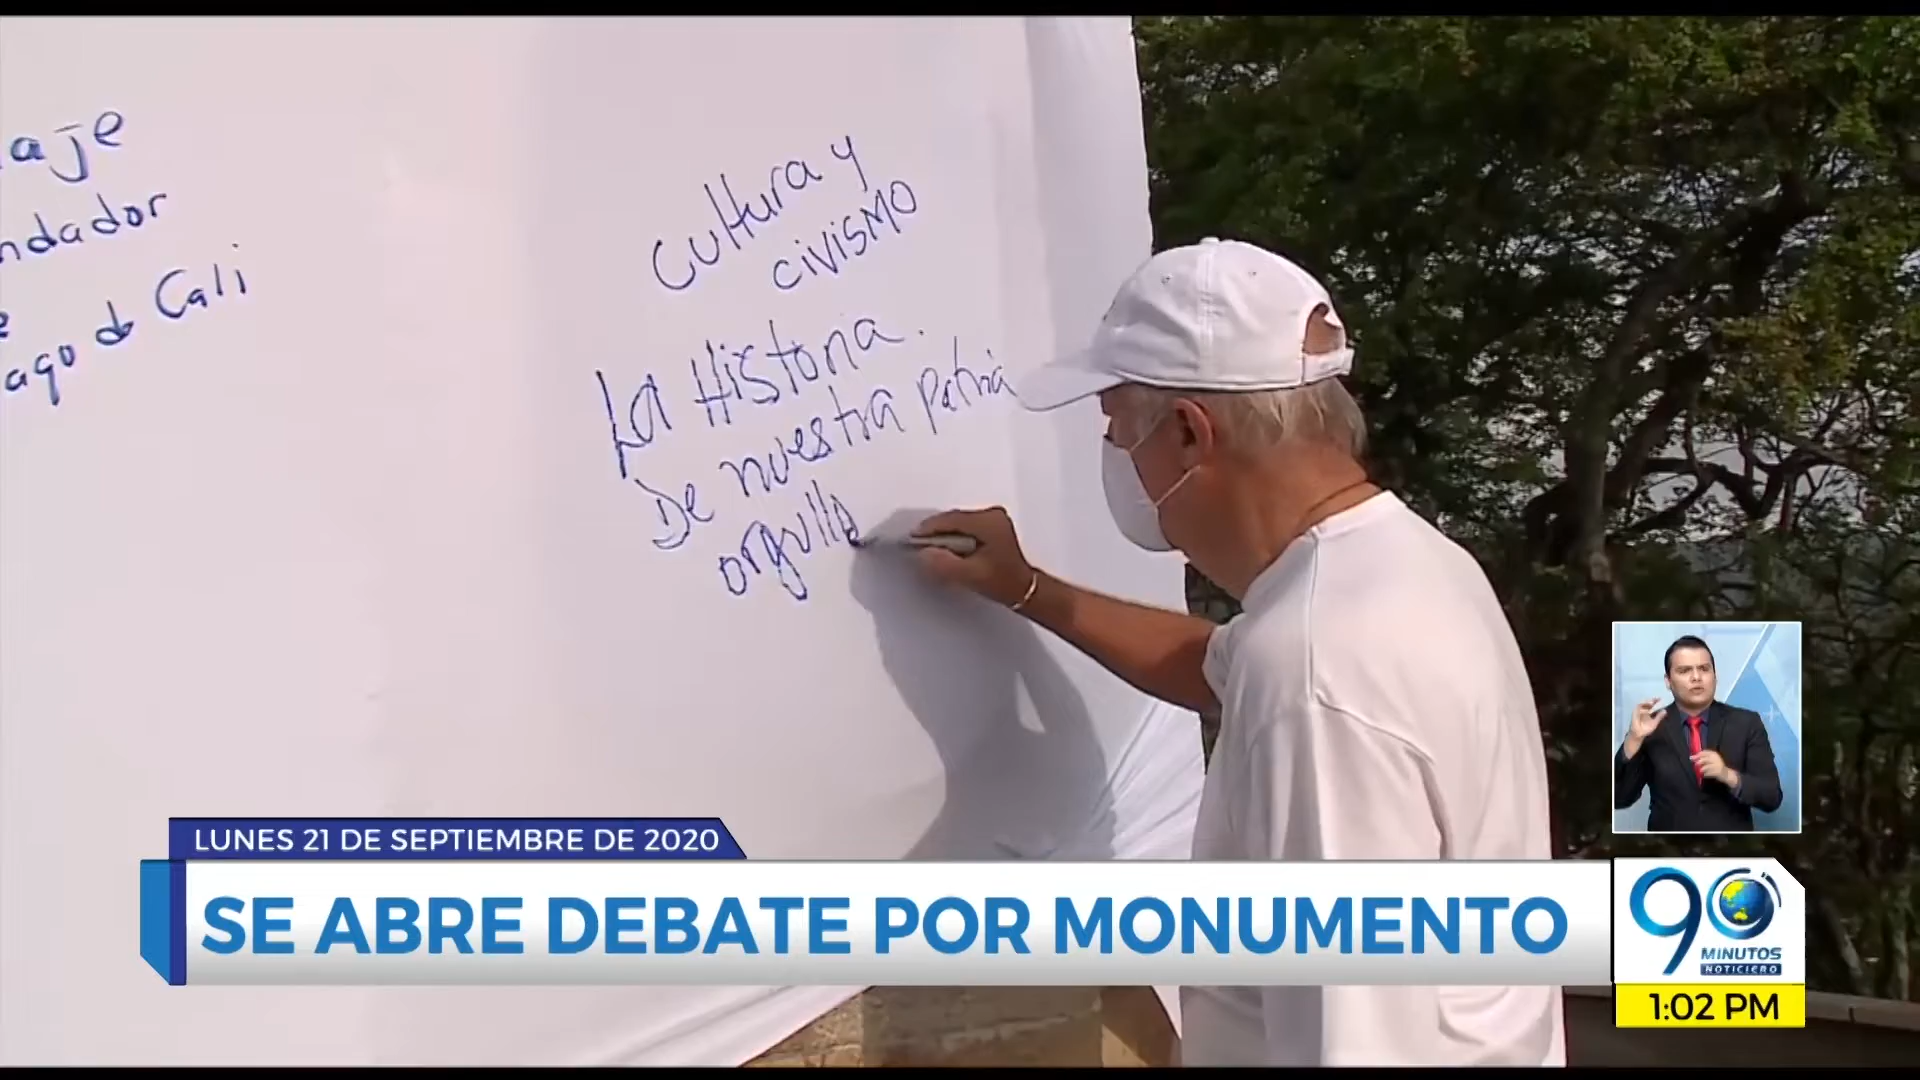 aje
ndador
ago de Cali
Cultura y
civismo
La Historia.
De nuestra patria
orgullo
LUNES 21 DE SEPTIEMBRE DE 2020
SE ABRE DEBATE POR MONUMENTO
90
MINUTOS
NOTICIERO
1:02 PM